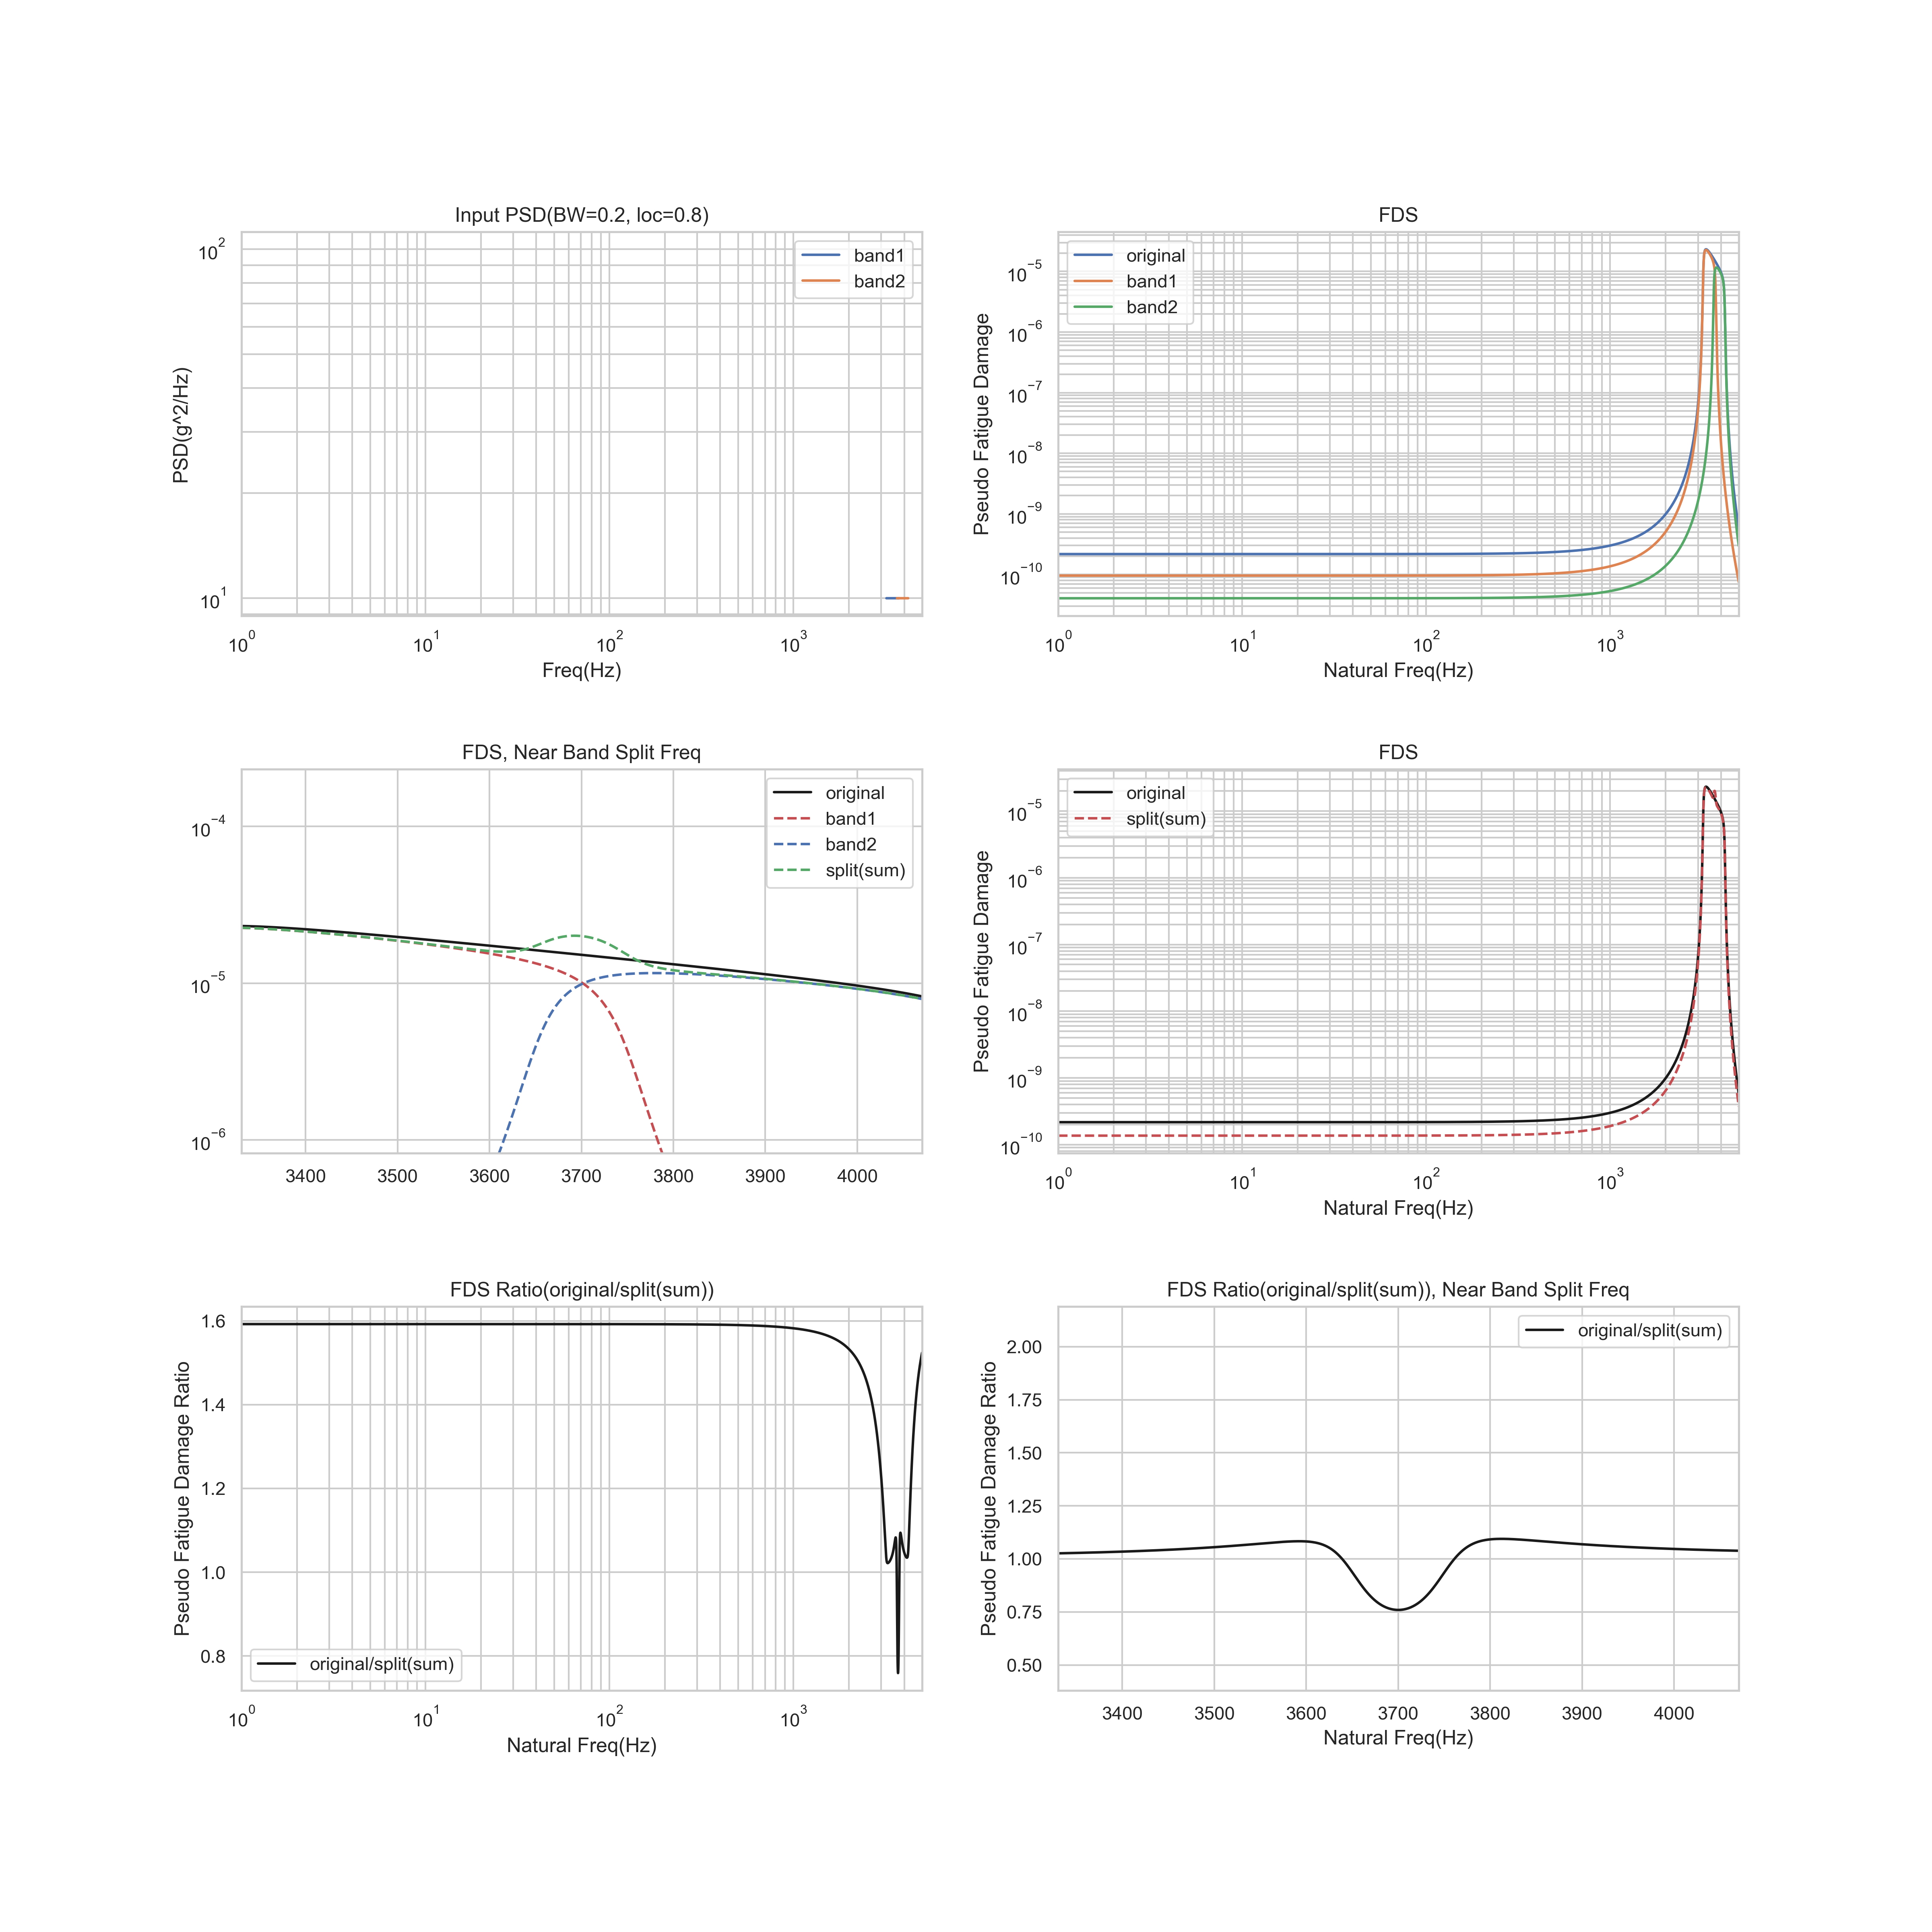 Input PSD(BW=0.2, loc=0.8)
PSD(g^2/Hz)
10^2
10^1
band1
band2
10^0 10^1 10^2 10^3
Freq(Hz)
FDS
Pseudo Fatigue Damage
10^−5
10^−6
10^−7
10^−8
10^−9
10^−10
original
band1
band2
10^0 10^1 10^2 10^3
Natural Freq(Hz)
FDS, Near Band Split Freq
10^−4
10^−5
10^−6
original
band1
band2
split(sum)
3400 3500 3600 3700 3800 3900 4000
FDS
Pseudo Fatigue Damage
10^−5
10^−6
10^−7
10^−8
10^−9
10^−10
original
split(sum)
10^0 10^1 10^2 10^3
Natural Freq(Hz)
FDS Ratio(original/split(sum))
Pseudo Fatigue Damage Ratio
1.6
1.4
1.2
1.0
0.8
original/split(sum)
10^0 10^1 10^2 10^3
Natural Freq(Hz)
FDS Ratio(original/split(sum)), Near Band Split Freq
Pseudo Fatigue Damage Ratio
2.00
1.75
1.50
1.25
1.00
0.75
0.50
original/split(sum)
3400 3500 3600 3700 3800 3900 4000
Natural Freq(Hz)